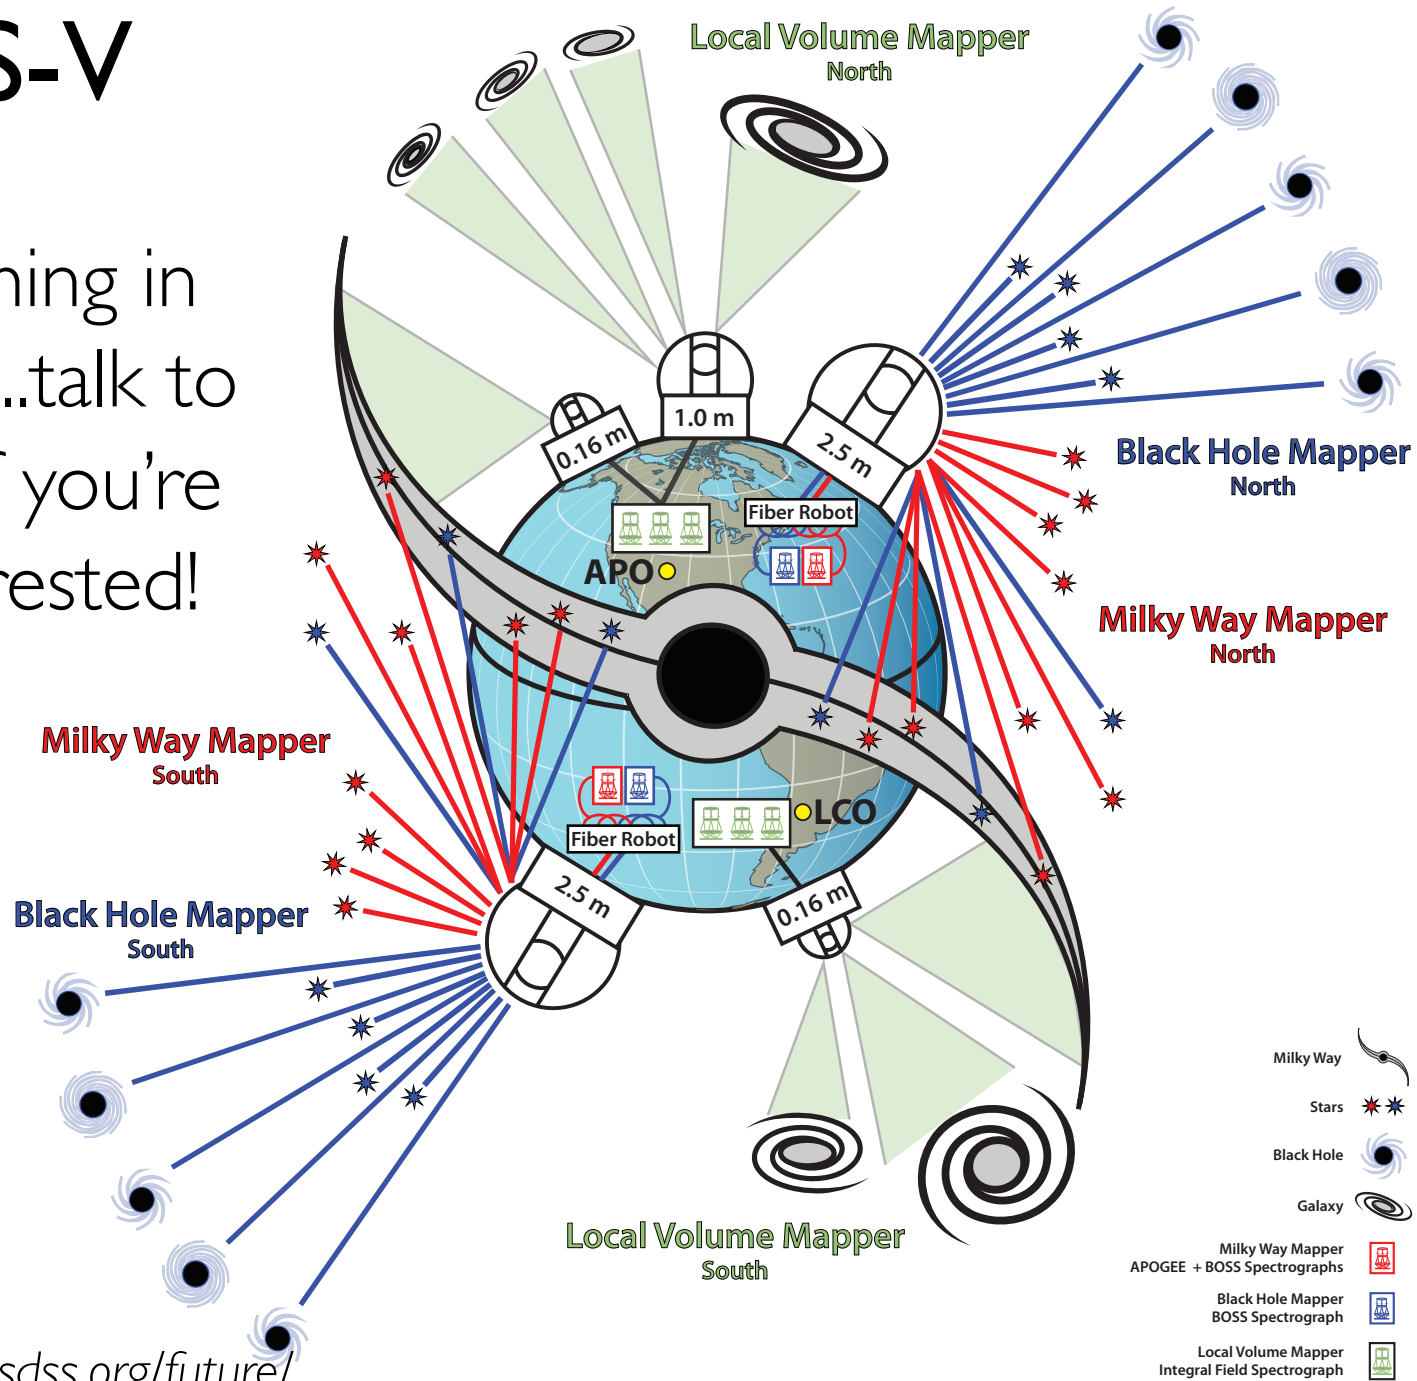 S-V
ning in
...talk to
f you're
rested!
sdss.org/future/
Local Volume Mapper
North
0.16 m
1.0 m
2.5 m
Fiber Robot
APO
Black Hole Mapper
North
Milky Way Mapper
North
Milky Way Mapper
South
Black Hole Mapper
South
Fiber Robot
LCO
2.5 m
0.16 m
Local Volume Mapper
South
Milky Way
Stars
Black Hole
Galaxy
Milky Way Mapper
APOGEE + BOSS Spectrographs
Black Hole Mapper
BOSS Spectrograph
Local Volume Mapper
Integral Field Spectrograph